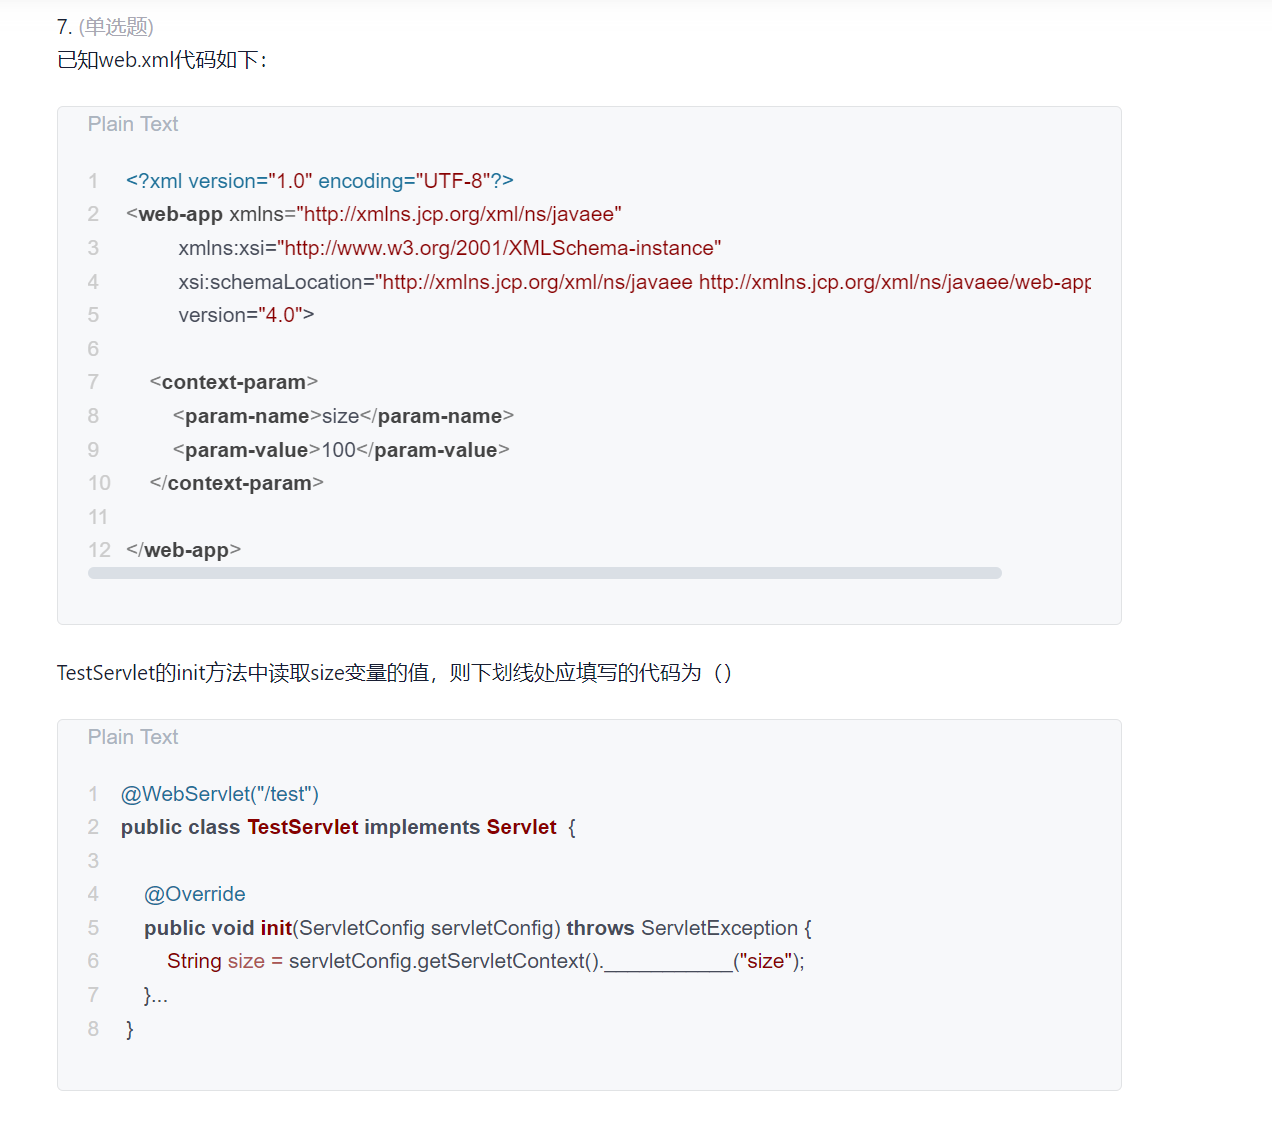 7. (单选题)
已知web.xml代码如下：
Plain Text
1 <?xml version="1.0" encoding="UTF-8"?>
2 <web-app xmlns="http://xmlns.jcp.org/xml/ns/javaee"
3 xmlns:xsi="http://www.w3.org/2001/XMLSchema-instance"
4 xsi:schemaLocation="http://xmlns.jcp.org/xml/ns/javaee http://xmlns.jcp.org/xml/ns/javaee/web-app
5 version="4.0">
6
7 <context-param>
8 <param-name>size</param-name>
9 <param-value>100</param-value>
10 </context-param>
11
12 </web-app>
TestServlet的init方法中读取size变量的值，则下划线处应填写的代码为（）
Plain Text
1 @WebServlet("/test")
2 public class TestServlet implements Servlet {
3
4 @Override
5 public void init(ServletConfig servletConfig) throws ServletException {
6 String size = servletConfig.getServletContext().____________("size");
7 }...
8 }